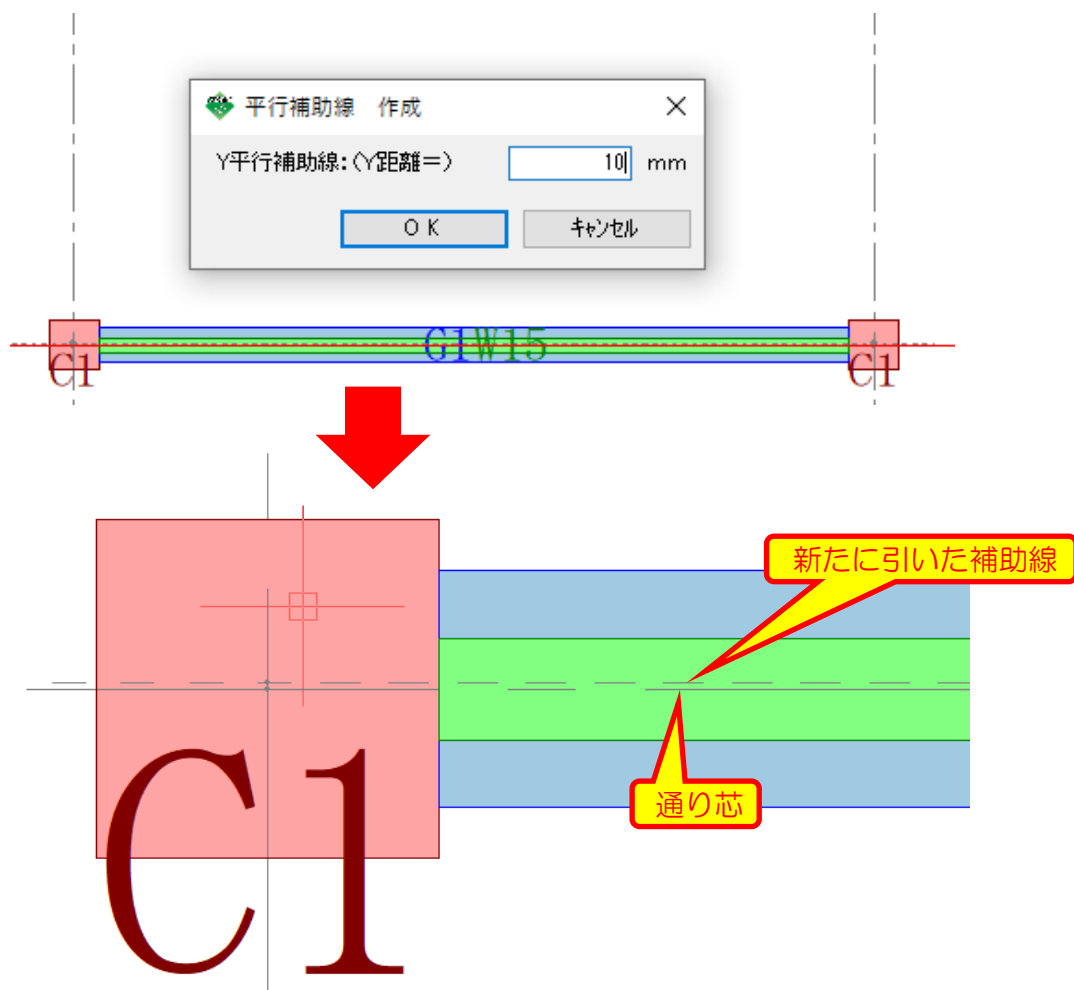 平行補助線 作成
Y平行補助線:(Y距離=) 10 mm
OK キャンセル
G1W15
C1 C1
新たに引いた補助線
通り芯
C1